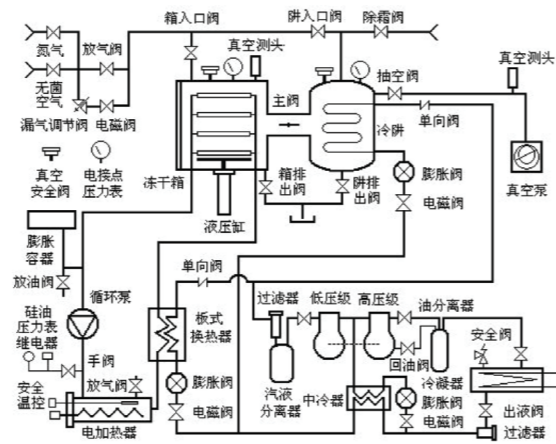 箱入口阀
阱入口阀
除霜阀
氮气
放气阀
真空测头
真空测头
无菌
空气
主阀
抽空阀
漏气调节阀
电磁阀
冷阱
单向阀
真空
安全阀
电接点
压力表
冻干箱
箱排
出阀
阱排
出阀
膨胀阀
真空泵
液压缸
电磁阀
膨胀
容器
放油阀
单向阀
循环泵
过滤器
低压级
高压级
油分离器
硅油
压力表
继电器
板式
换热器
安全阀
手阀
回油阀
放气阀
膨胀阀
汽液
分离器
中冷器
冷凝器
膨胀阀
安全
温控
电磁阀
电磁阀
出液阀
电加热器
过滤器